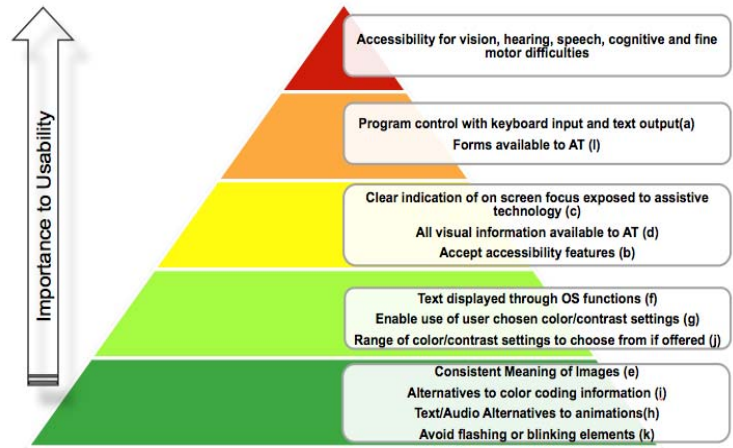 Importance to Usability
Accessibility for vision, hearing, speech, cognitive and fine
motor difficulties
Program control with keyboard input and text output(a)
Forms available to AT (l)
Clear indication of on screen focus exposed to assistive
technology (c)
All visual information available to AT (d)
Accept accessibility features (b)
Text displayed through OS functions (f)
Enable use of user chosen color/contrast settings (g)
Range of color/contrast settings to choose from if offered (j)
Consistent Meaning of Images (e)
Alternatives to color coding information (i)
Text/Audio Alternatives to animations(h)
Avoid flashing or blinking elements (k)